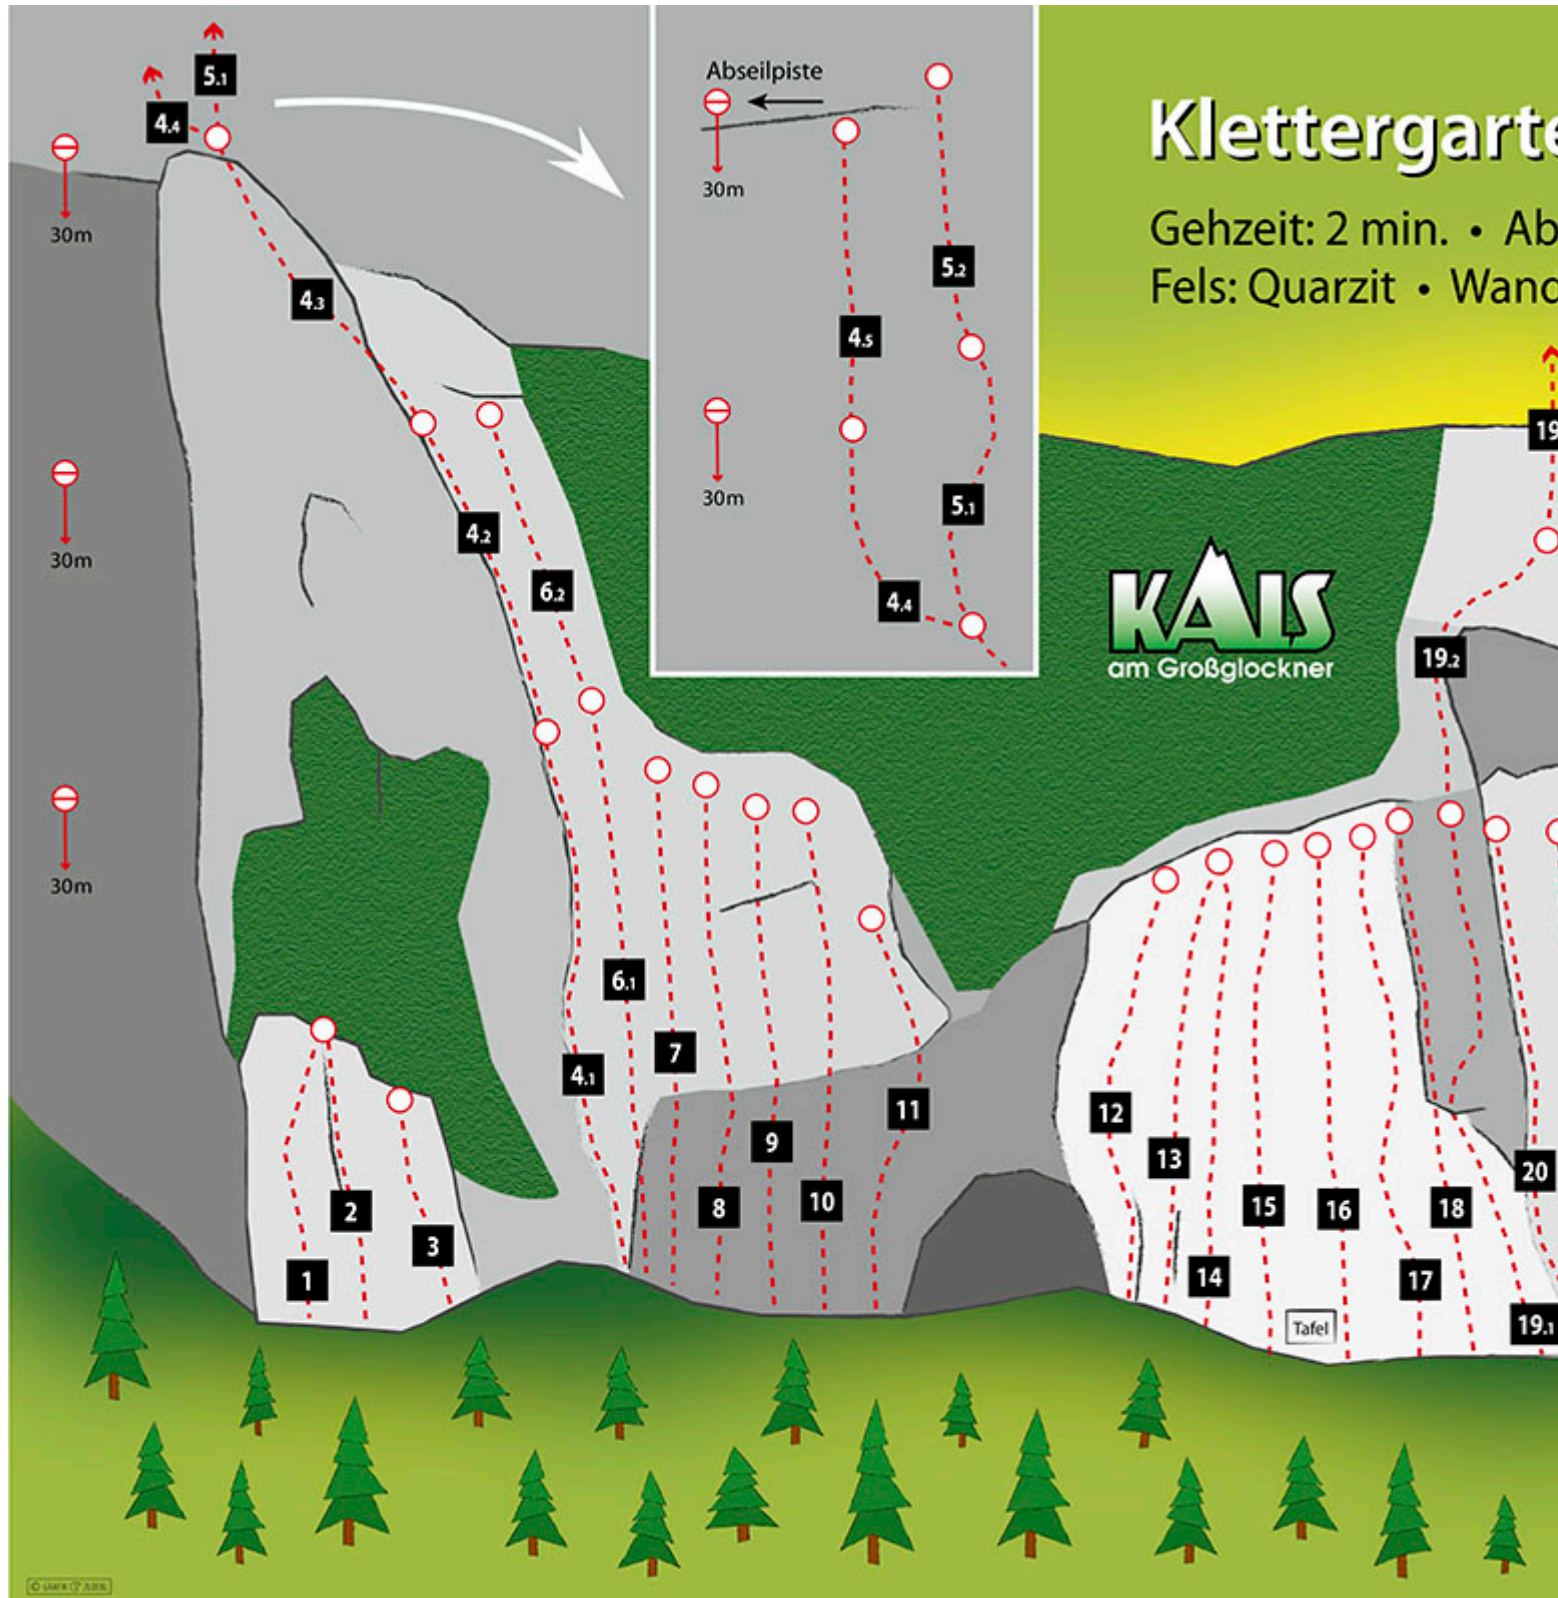 5.1
4.4
30m
4.3
30m
4.2
6.2
30m
6.1
7
4.1
11
9
8
10
2
3
1
Abseilpiste
30m
5.2
4.5
30m
5.1
4.4
Klettergarte
Gehzeit: 2 min. • Ab
Fels: Quarzit • Wand
19
KALS
am Großglockner
19.2
12
13
20
15
16
18
14
17
Tafel
19.1